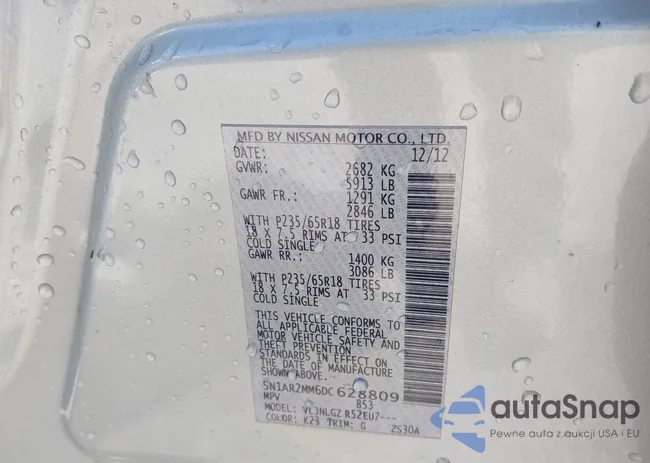 MFD BY NISSAN MOTOR CO., LTD.
DATE: 12/12
GVWR: 2682 KG
5913 LB
GAWR FR.: 1291 KG
2846 LB
WITH P235/65R18 TIRES
18 X 7.5 RIMS AT 33 PSI
COLD SINGLE
GAWR RR.: 1400 KG
3086 LB
WITH P235/65R18 TIRES
18 X 7.5 RIMS AT 33 PSI
COLD SINGLE
THIS VEHICLE CONFORMS TO
ALL APPLICABLE FEDERAL
MOTOR VEHICLE SAFETY AND
THEFT PREVENTION
STANDARDS IN EFFECT ON
THE DATE OF MANUFACTURE
SHOWN ABOVE.
5N1AR2MM6DC628809
MPV 853
MODEL: VLJNLGZ R52EU7---
COLOR: K23 TRIM: G 2S30A
autoSnap
Pewne auta z USA i EU